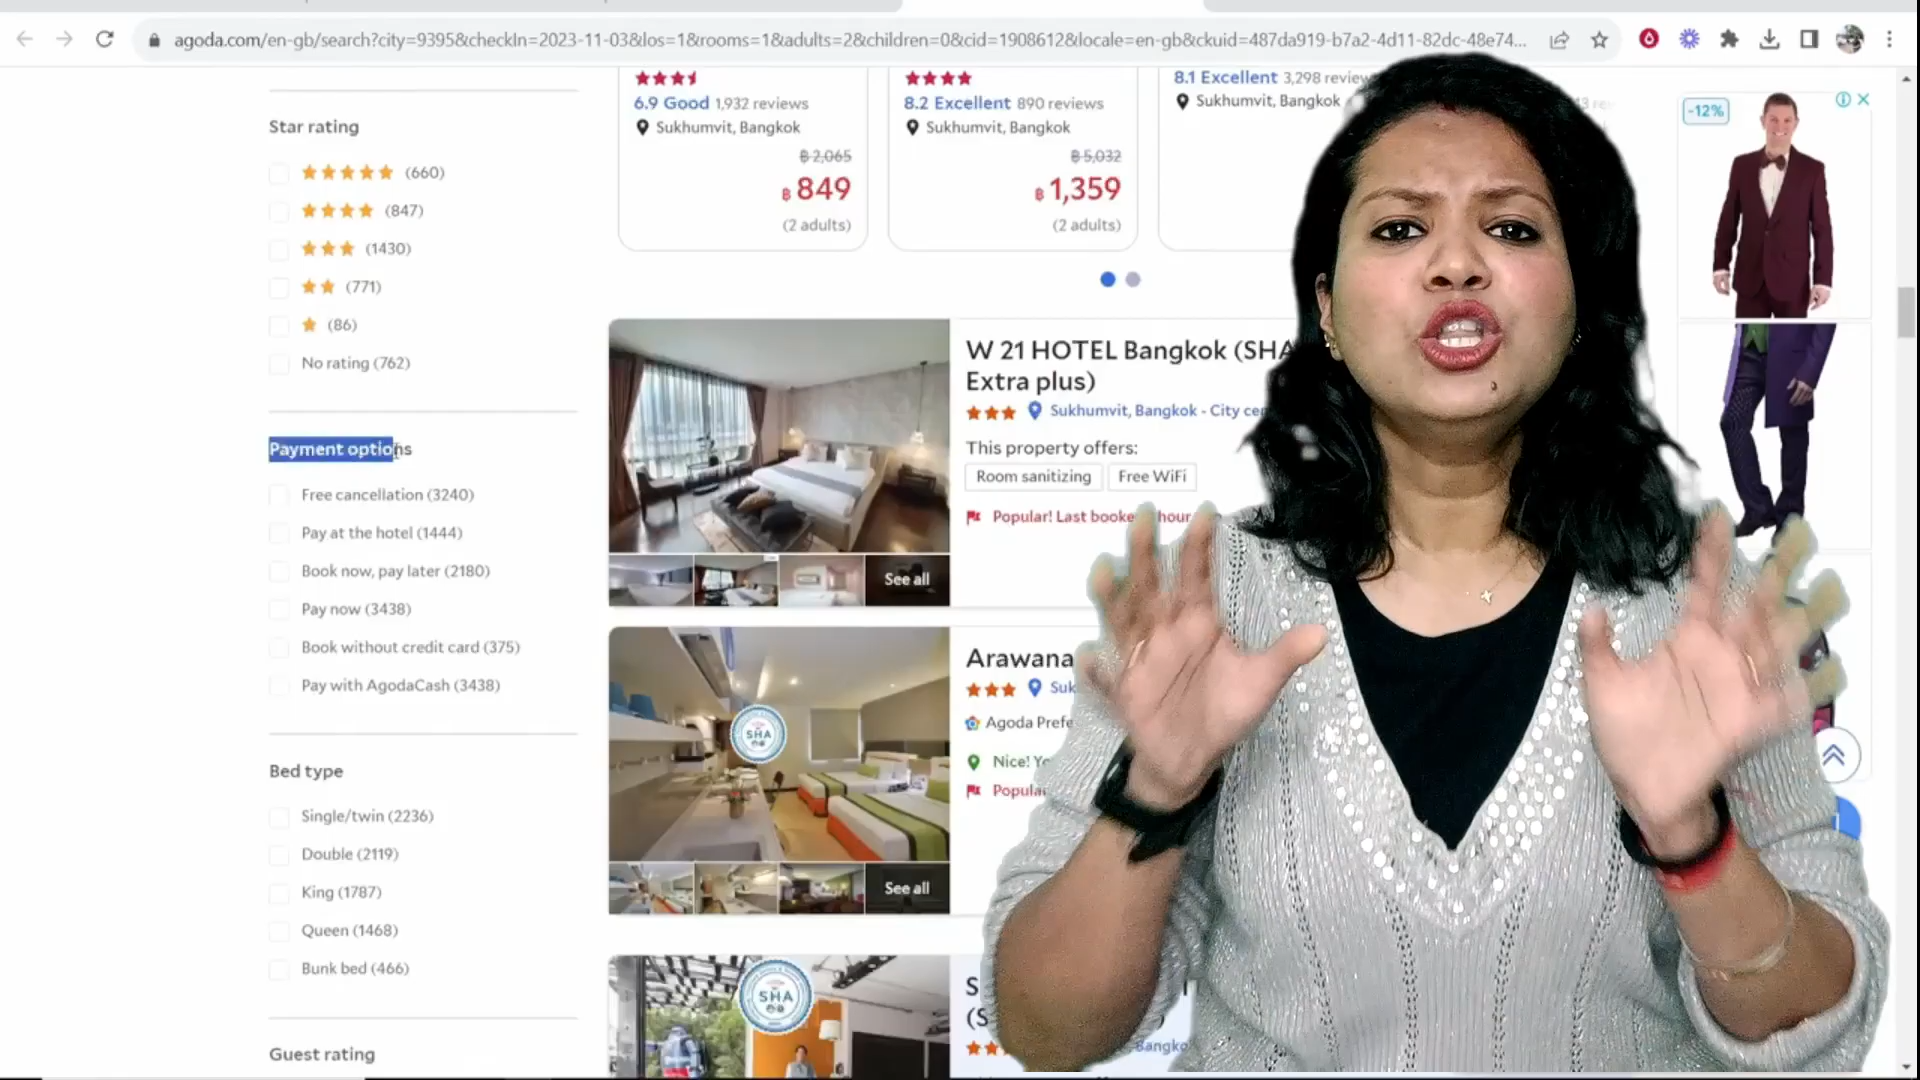 agoda.com/en-gb/search?city=9395&checkIn=2023-11-03&los=1&rooms=1&adults=2&children=0&cid=1908612&locale=en-gb&ckuid=487da919-b7a2-4d11-82dc-48e74...
Star rating
(660)
(847)
(1430)
(771)
(86)
No rating (762)
Payment options
Free cancellation (3240)
Pay at the hotel (1444)
Book now, pay later (2180)
Pay now (3438)
Book without credit card (375)
Pay with AgodaCash (3438)
Bed type
Single/twin (2236)
Double (2119)
King (1787)
Queen (1468)
Bunk bed (466)
Guest rating
6.9 Good 1,932 reviews
Sukhumvit, Bangkok
฿ 2,065
฿ 849
(2 adults)
8.2 Excellent 890 reviews
Sukhumvit, Bangkok
฿ 5,032
฿ 1,359
(2 adults)
8.1 Excellent 3,298 reviews
Sukhumvit, Bangkok
W 21 HOTEL Bangkok (SHA
Extra plus)
Sukhumvit, Bangkok - City
This property offers:
Room sanitizing
Free WiFi
Popular! Last booke hour
See all
Arawana
Suk
Agoda Prefe
SHA
Nice! Yo
Popula
See all
SHA
S
(S
Bangko
-12%